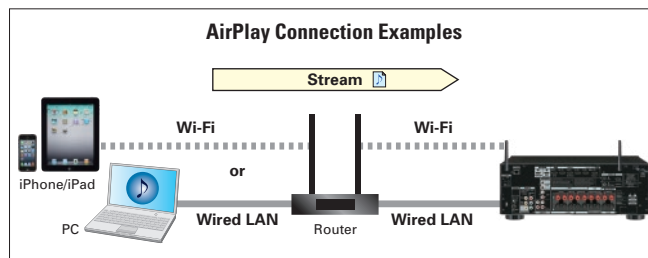 AirPlay Connection Examples
Stream
Wi-Fi
Wi-Fi
iPhone/iPad
or
PC
Wired LAN
Router
Wired LAN